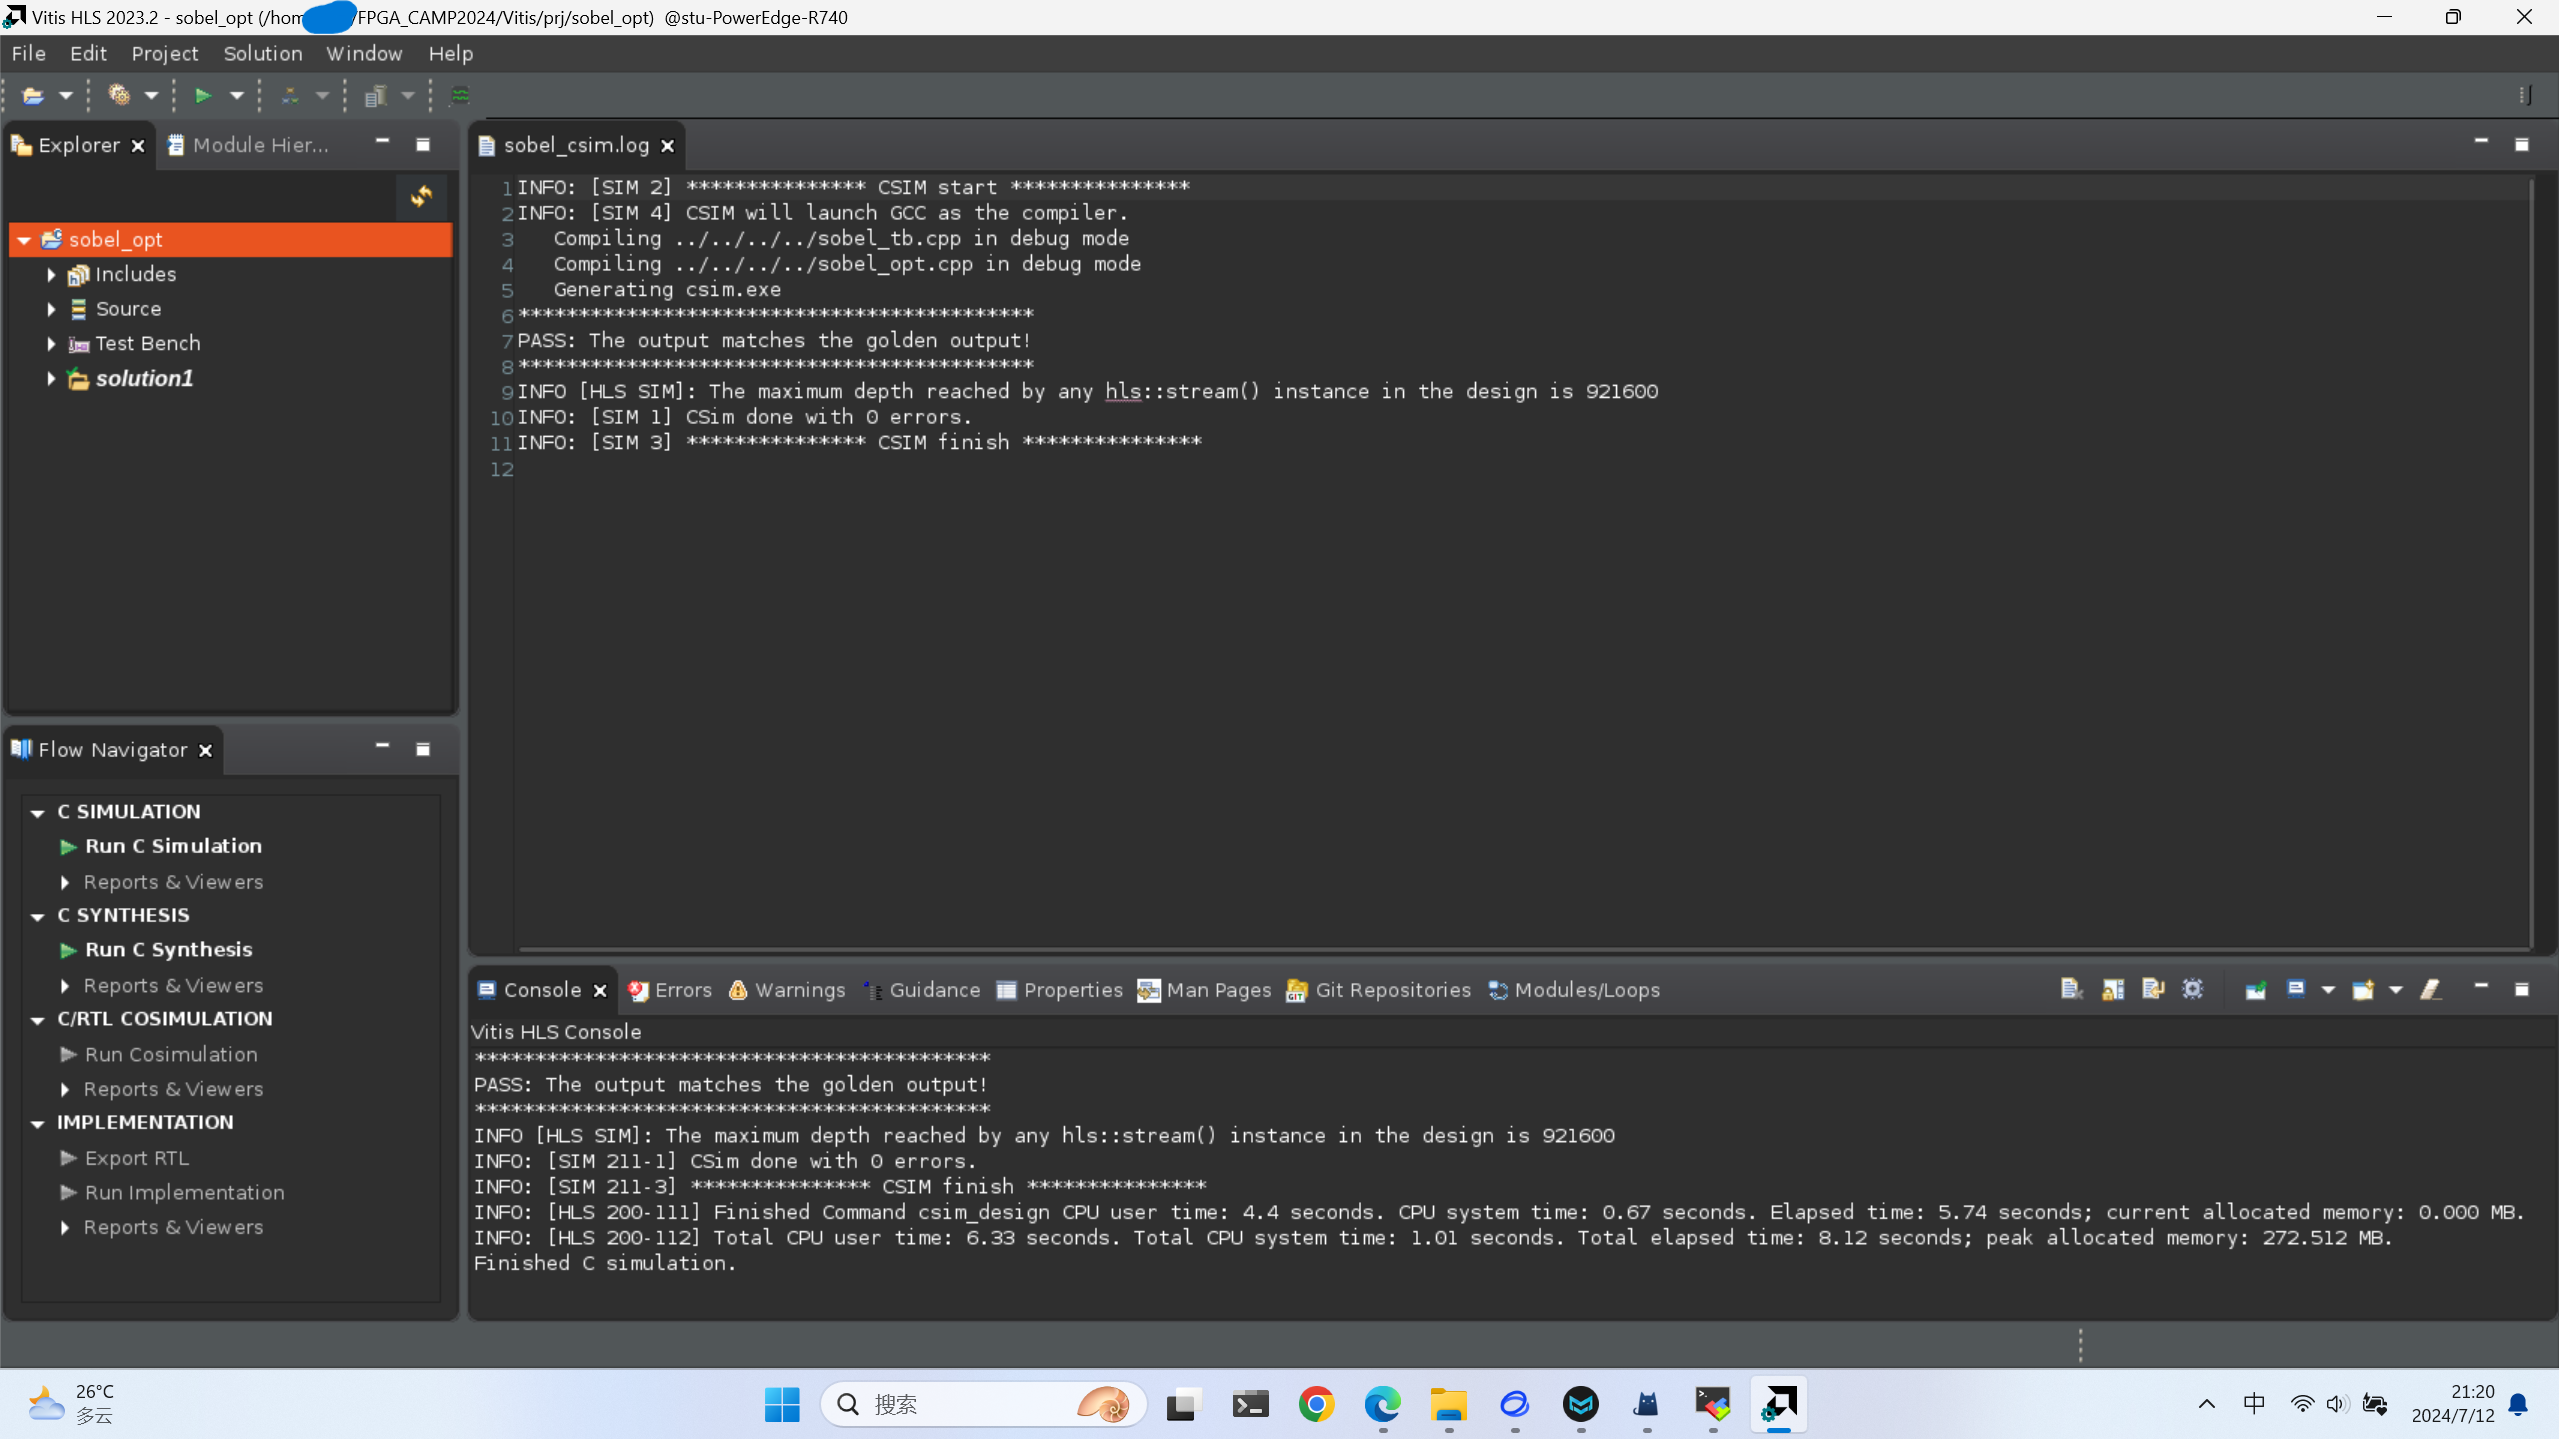 Vitis HLS 2023.2 - sobel_opt (/hom /FPGA_CAMP2024/Vitis/prj/sobel_opt) @stu-PowerEdge-R740
File Edit Project Solution Window Help
Explorer Module Hier...
sobel_opt
Includes
Source
Test Bench
solution1
sobel_csim.log
1 INFO: [SIM 2] *************** CSIM start ***************
2 INFO: [SIM 4] CSIM will launch GCC as the compiler.
3 Compiling ../../../../sobel_tb.cpp in debug mode
4 Compiling ../../../../sobel_opt.cpp in debug mode
5 Generating csim.exe
6 *******************************************
7 PASS: The output matches the golden output!
8 *******************************************
9 INFO [HLS SIM]: The maximum depth reached by any hls::stream() instance in the design is 921600
10 INFO: [SIM 1] CSim done with 0 errors.
11 INFO: [SIM 3] *************** CSIM finish ***************
12
Flow Navigator
C SIMULATION
Run C Simulation
Reports & Viewers
C SYNTHESIS
Run C Synthesis
Reports & Viewers
C/RTL COSIMULATION
Run Cosimulation
Reports & Viewers
IMPLEMENTATION
Export RTL
Run Implementation
Reports & Viewers
Console Errors Warnings Guidance Properties Man Pages GIT Git Repositories Modules/Loops
Vitis HLS Console
*******************************************
PASS: The output matches the golden output!
*******************************************
INFO [HLS SIM]: The maximum depth reached by any hls::stream() instance in the design is 921600
INFO: [SIM 211-1] CSim done with 0 errors.
INFO: [SIM 211-3] *************** CSIM finish ***************
INFO: [HLS 200-111] Finished Command csim_design CPU user time: 4.4 seconds. CPU system time: 0.67 seconds. Elapsed time: 5.74 seconds; current allocated memory: 0.000 MB.
INFO: [HLS 200-112] Total CPU user time: 6.33 seconds. Total CPU system time: 1.01 seconds. Total elapsed time: 8.12 seconds; peak allocated memory: 272.512 MB.
Finished C simulation.
26°C
多云
搜索
中
21:20
2024/7/12